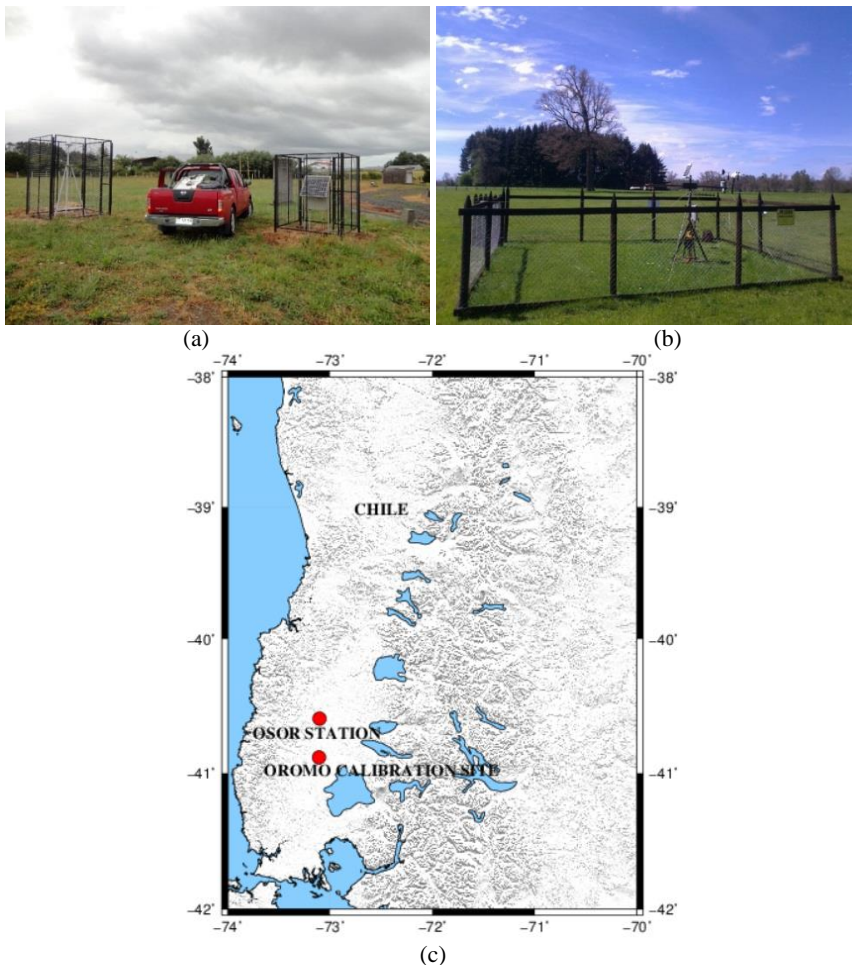 (a)
(b)
−74˚ −73˚ −72˚ −71˚ −70˚
−38˚ −38˚
−39˚ CHILE −39˚
−40˚ −40˚
OSOR STATION
OROMO CALIBRATION SITE
−41˚ −41˚
−42˚ −42˚
−74˚ −73˚ −72˚ −71˚ −70˚
(c)